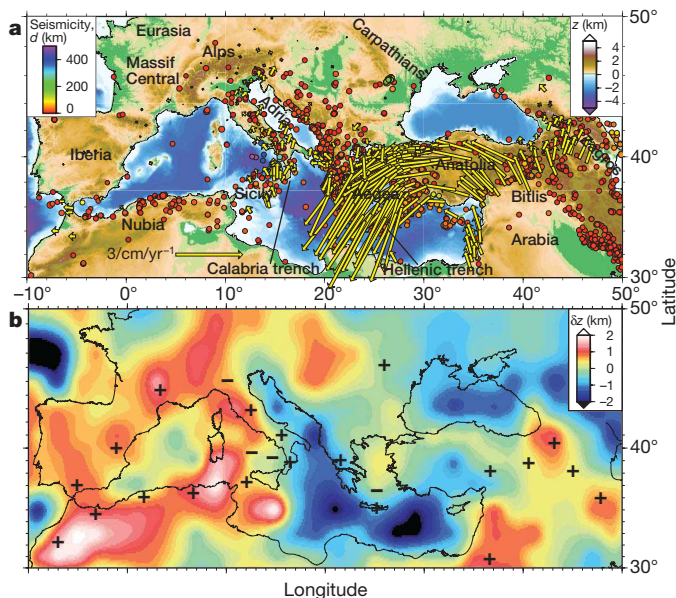 a
Seismicity,
d (km)
400
200
0
Eurasia
Massif
Central
Alps
Carpathians
Adria
z (km)
4
2
0
−2
−4
50°
Iberia
Anatolia
40°
Sicily
Aegean
Bitlis
Nubia
Arabia
3/cm/yr⁻¹
Calabria trench
Hellenic trench
30°
−10° 0° 10° 20° 30° 40° 50°
Latitude
b
δz (km)
2
1
0
−1
−2
50°
40°
30°
Longitude